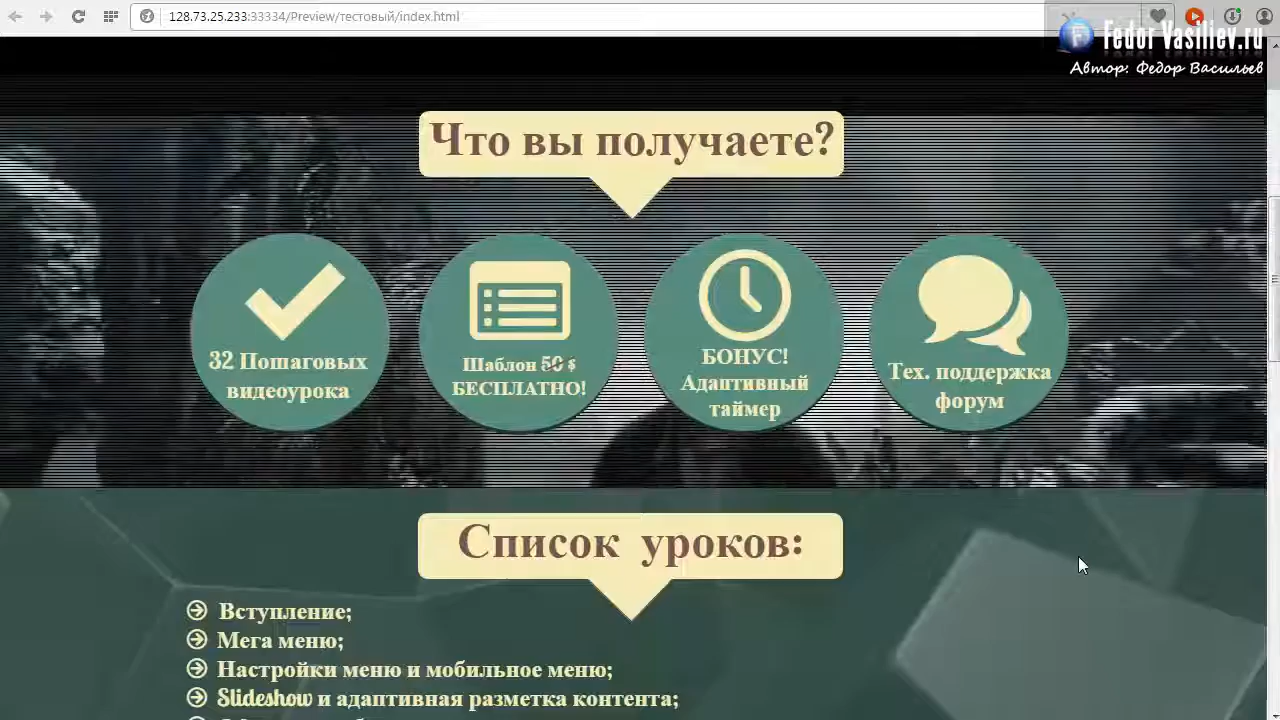 128.73.25.233:33334/Preview/тестовый/index.html
Fedor Vasiliev.ru
Автор: Федор Васильев
Что вы получаете?
32 Пошаговых
видеоурока
Шаблон 50 $
БЕСПЛАТНО!
БОНУС!
Адаптивный
таймер
Тех. поддержка
форум
Список уроков:
Вступление;
Мега меню;
Настройки меню и мобильное меню;
Slideshow и адаптивная разметка контента;